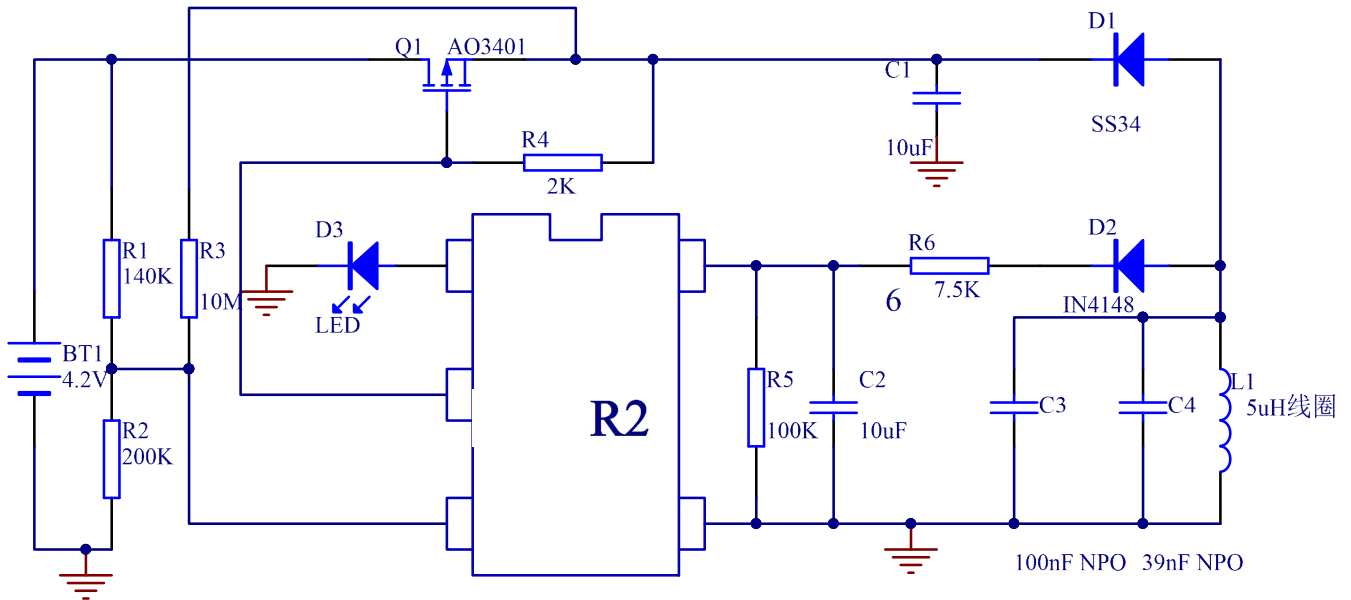 D1
Q1 AO3401
C1
SS34
R4
10uF
2K
D3
D2
R1
R3
R6
140K
7.5K
10M
6
IN4148
LED
BT1
4.2V
R5
C2
L1
R2
C3
C4
5uH线圈
R2
100K
10uF
200K
100nF NPO 39nF NPO